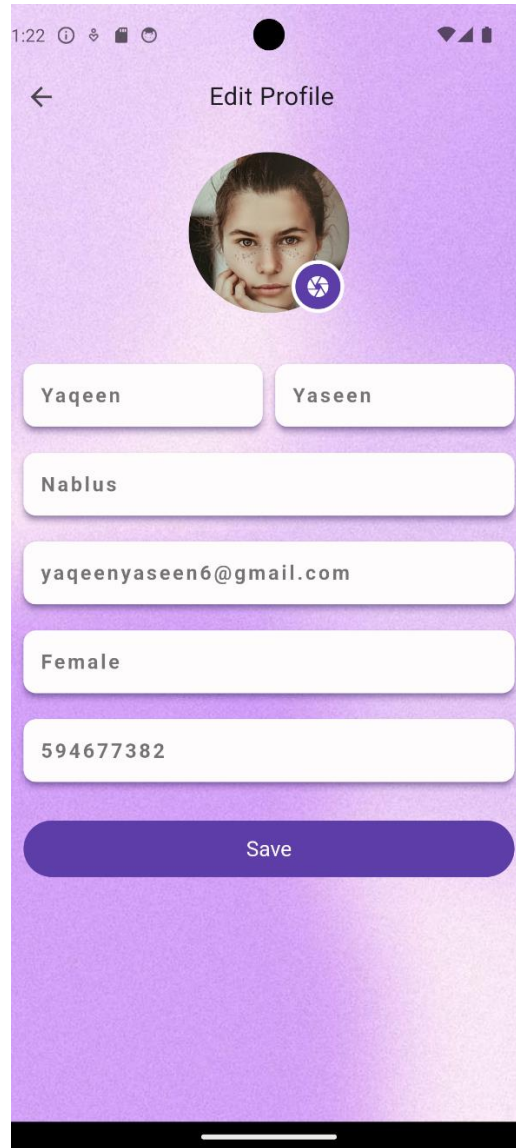 1:22
Edit Profile
Yaqeen Yaseen
Nablus
yaqeenyaseen6@gmail.com
Female
594677382
Save